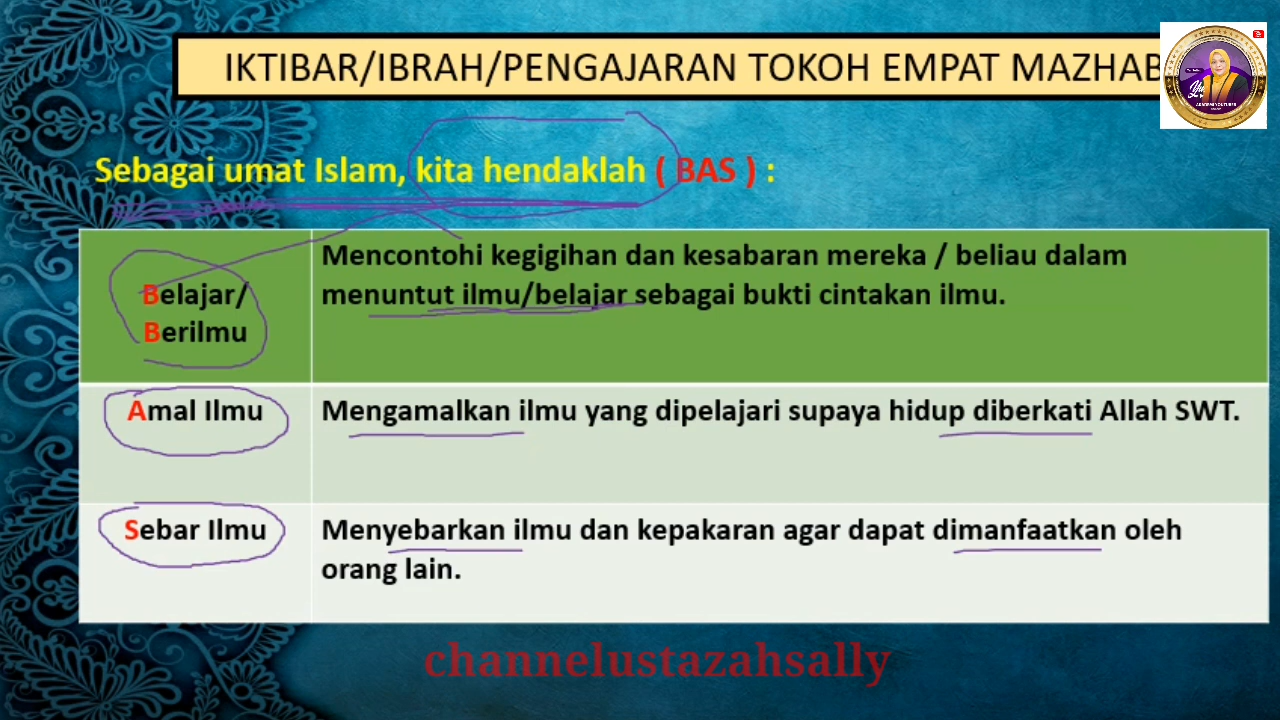 IKTIBAR/IBRAH/PENGAJARAN TOKOH EMPAT MAZHAB
Sebagai umat Islam, kita hendaklah ( BAS ) :
Belajar/
Berilmu
Mencontohi kegigihan dan kesabaran mereka / beliau dalam
menuntut ilmu/belajar sebagai bukti cintakan ilmu.
Amal Ilmu
Mengamalkan ilmu yang dipelajari supaya hidup diberkati Allah SWT.
Sebar Ilmu
Menyebarkan ilmu dan kepakaran agar dapat dimanfaatkan oleh
orang lain.
channelustazahsally